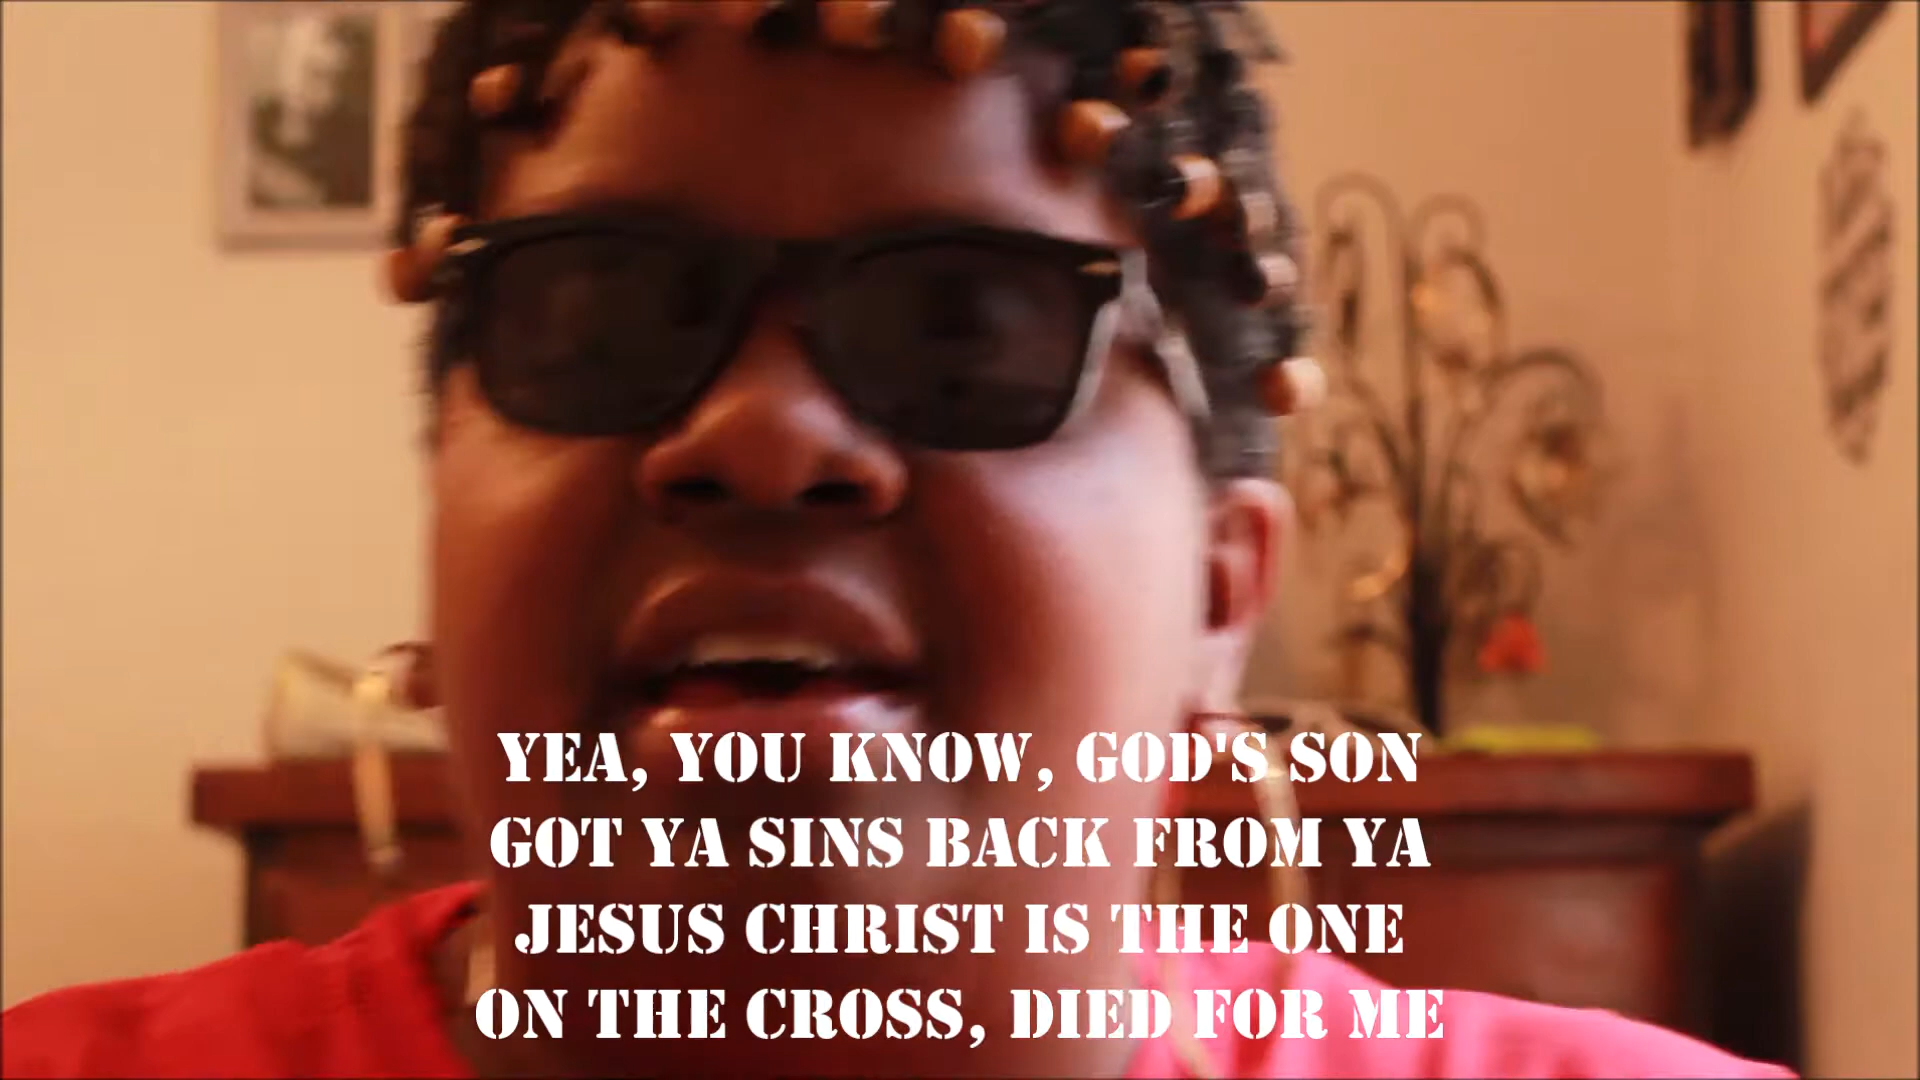 YEA, YOU KNOW, GOD'S SON
GOT YA SINS BACK FROM YA
JESUS CHRIST IS THE ONE
ON THE CROSS, DIED FOR ME